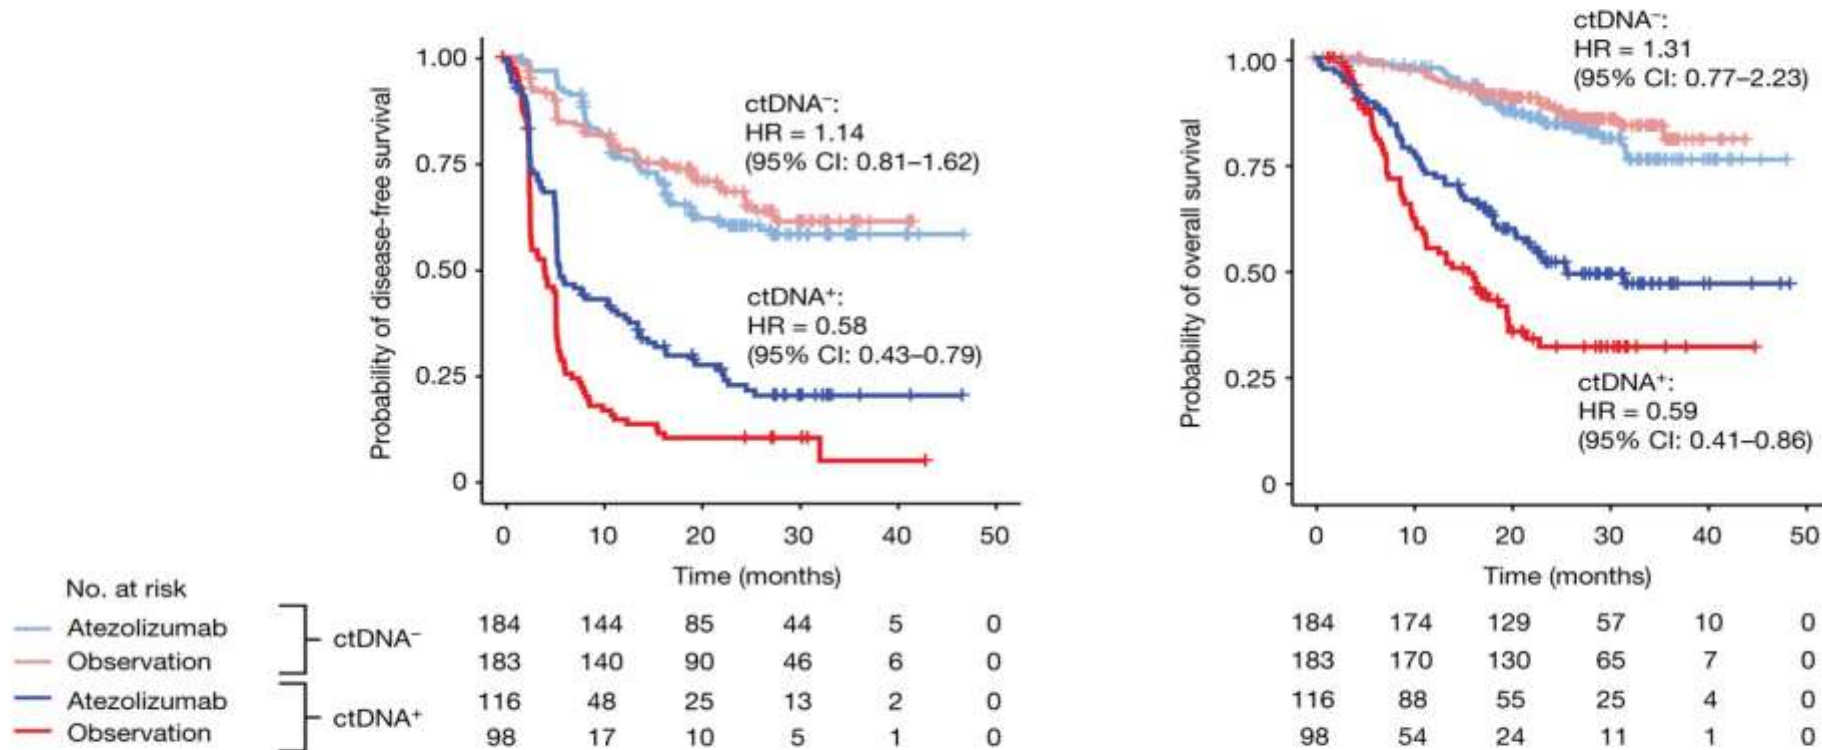 Probability of disease-free survival
1.00
0.75
0.50
0.25
0
ctDNA⁻:
HR = 1.14
(95% CI: 0.81–1.62)
ctDNA⁺:
HR = 0.58
(95% CI: 0.43–0.79)
0 10 20 30 40 50
Time (months)
Probability of overall survival
1.00
0.75
0.50
0.25
0
ctDNA⁻:
HR = 1.31
(95% CI: 0.77–2.23)
ctDNA⁺:
HR = 0.59
(95% CI: 0.41–0.86)
0 10 20 30 40 50
Time (months)
No. at risk
Atezolizumab 184 144 85 44 5 0 184 174 129 57 10 0
ctDNA⁻
Observation 183 140 90 46 6 0 183 170 130 65 7 0
Atezolizumab 116 48 25 13 2 0 116 88 55 25 4 0
ctDNA⁺
Observation 98 17 10 5 1 0 98 54 24 11 1 0